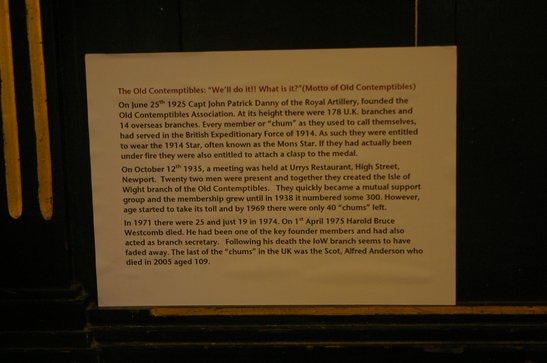 The Old Contemptibles: "We'll do it!! What is it?"(Motto of Old Contemptibles)
On June 25th 1925 Capt John Patrick Danny of the Royal Artillery, founded the
Old Contemptibles Association. At its height there were 178 U.K. branches and
14 overseas branches. Every member or "chum" as they used to call themselves,
had served in the British Expeditionary Force of 1914. As such they were entitled
to wear the 1914 Star, often known as the Mons Star. If they had actually been
under fire they were also entitled to attach a clasp to the medal.
On October 12th 1935, a meeting was held at Urrys Restaurant, High Street,
Newport. Twenty two men were present and together they created the Isle of
Wight branch of the Old Contemptibles. They quickly became a mutual support
group and the membership grew until in 1938 it numbered some 300. However,
age started to take its toll and by 1969 there were only 40 "chums" left.
In 1971 there were 25 and just 19 in 1974. On 1st April 1975 Harold Bruce
Westcomb died. He had been one of the key founder members and had also
acted as branch secretary. Following his death the IoW branch seems to have
faded away. The last of the "chums" in the UK was the Scot, Alfred Anderson who
died in 2005 aged 109.